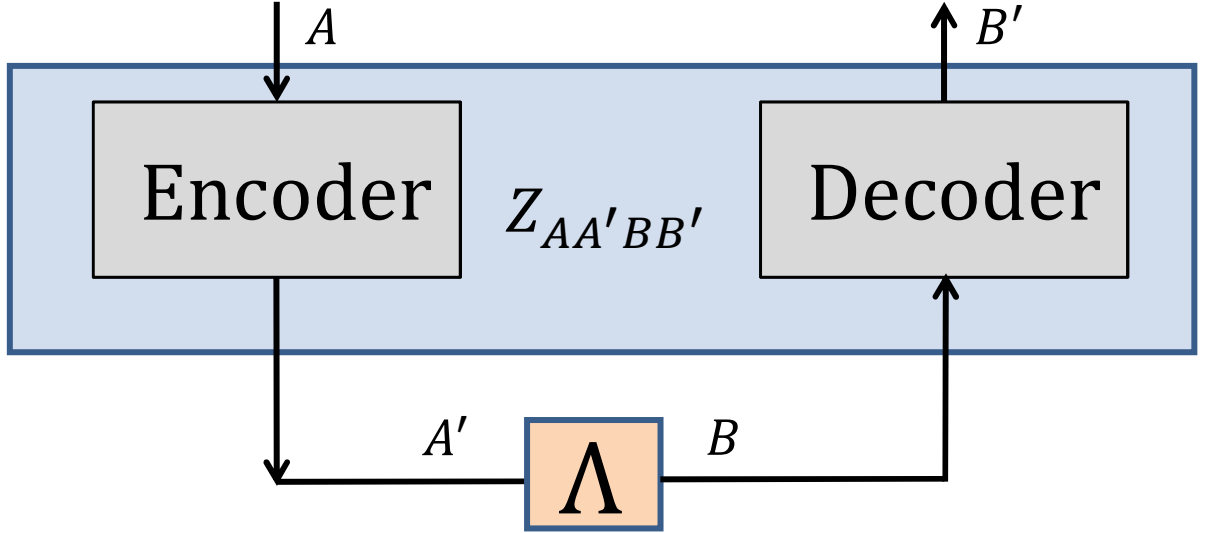 A
B′
Encoder
Z_{AA′BB′}
Decoder
A′
Λ
B